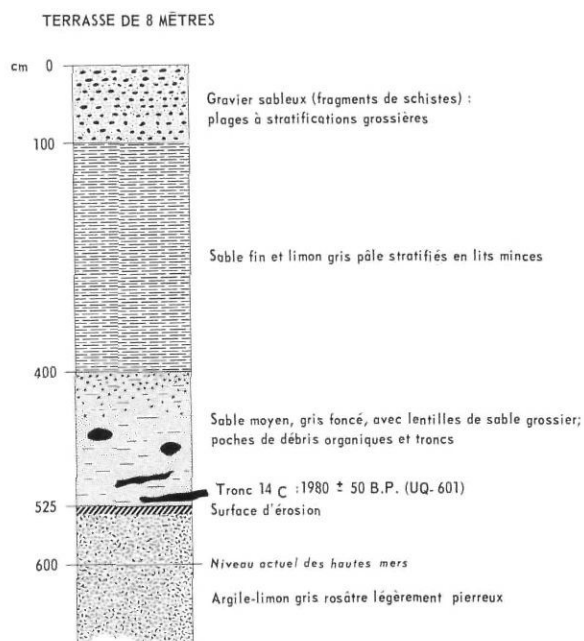 TERRASSE DE 8 MÈTRES
cm 0
Gravier sableux (fragments de schistes) :
plages à stratifications grossières
100
Sable fin et limon gris pâle stratifiés en lits minces
400
Sable moyen, gris foncé, avec lentilles de sable grossier;
poches de débris organiques et troncs
Tronc 14 C : 1980 ± 50 B.P. (UQ-601)
525
Surface d'érosion
600
Niveau actuel des hautes mers
Argile-limon gris rosâtre légèrement pierreux